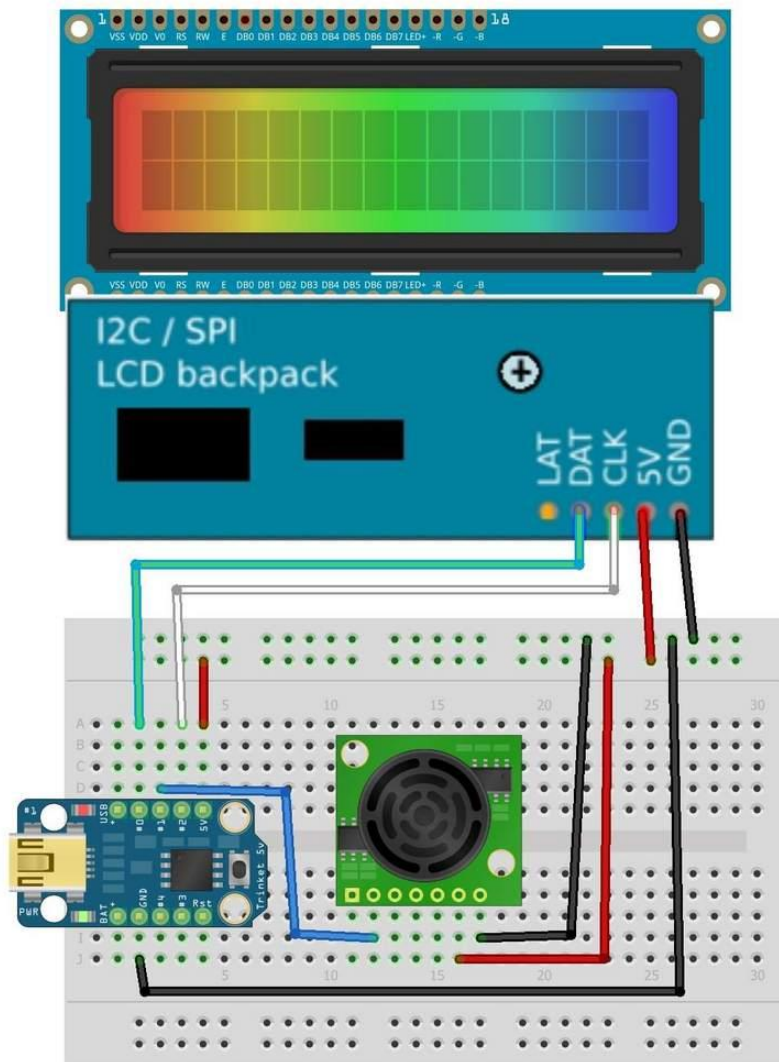 1 18
VSS VDD V0 RS RW E DB0 DB1 DB2 DB3 DB4 DB5 DB6 DB7 LED+ -R -G -B
VSS VDD V0 RS RW E DB0 DB1 DB2 DB3 DB4 DB5 DB6 DB7 LED+ -R -G -B
I2C / SPI
LCD backpack
LAT DAT CLK 5V GND
5 10 15 20 25 30
A
B
C
D
#1
USB + #0 #1 #2 5V
Trinket 5v
PWR
BAT + GND #4 #3 Rst
I
J
5 10 15 20 25 30